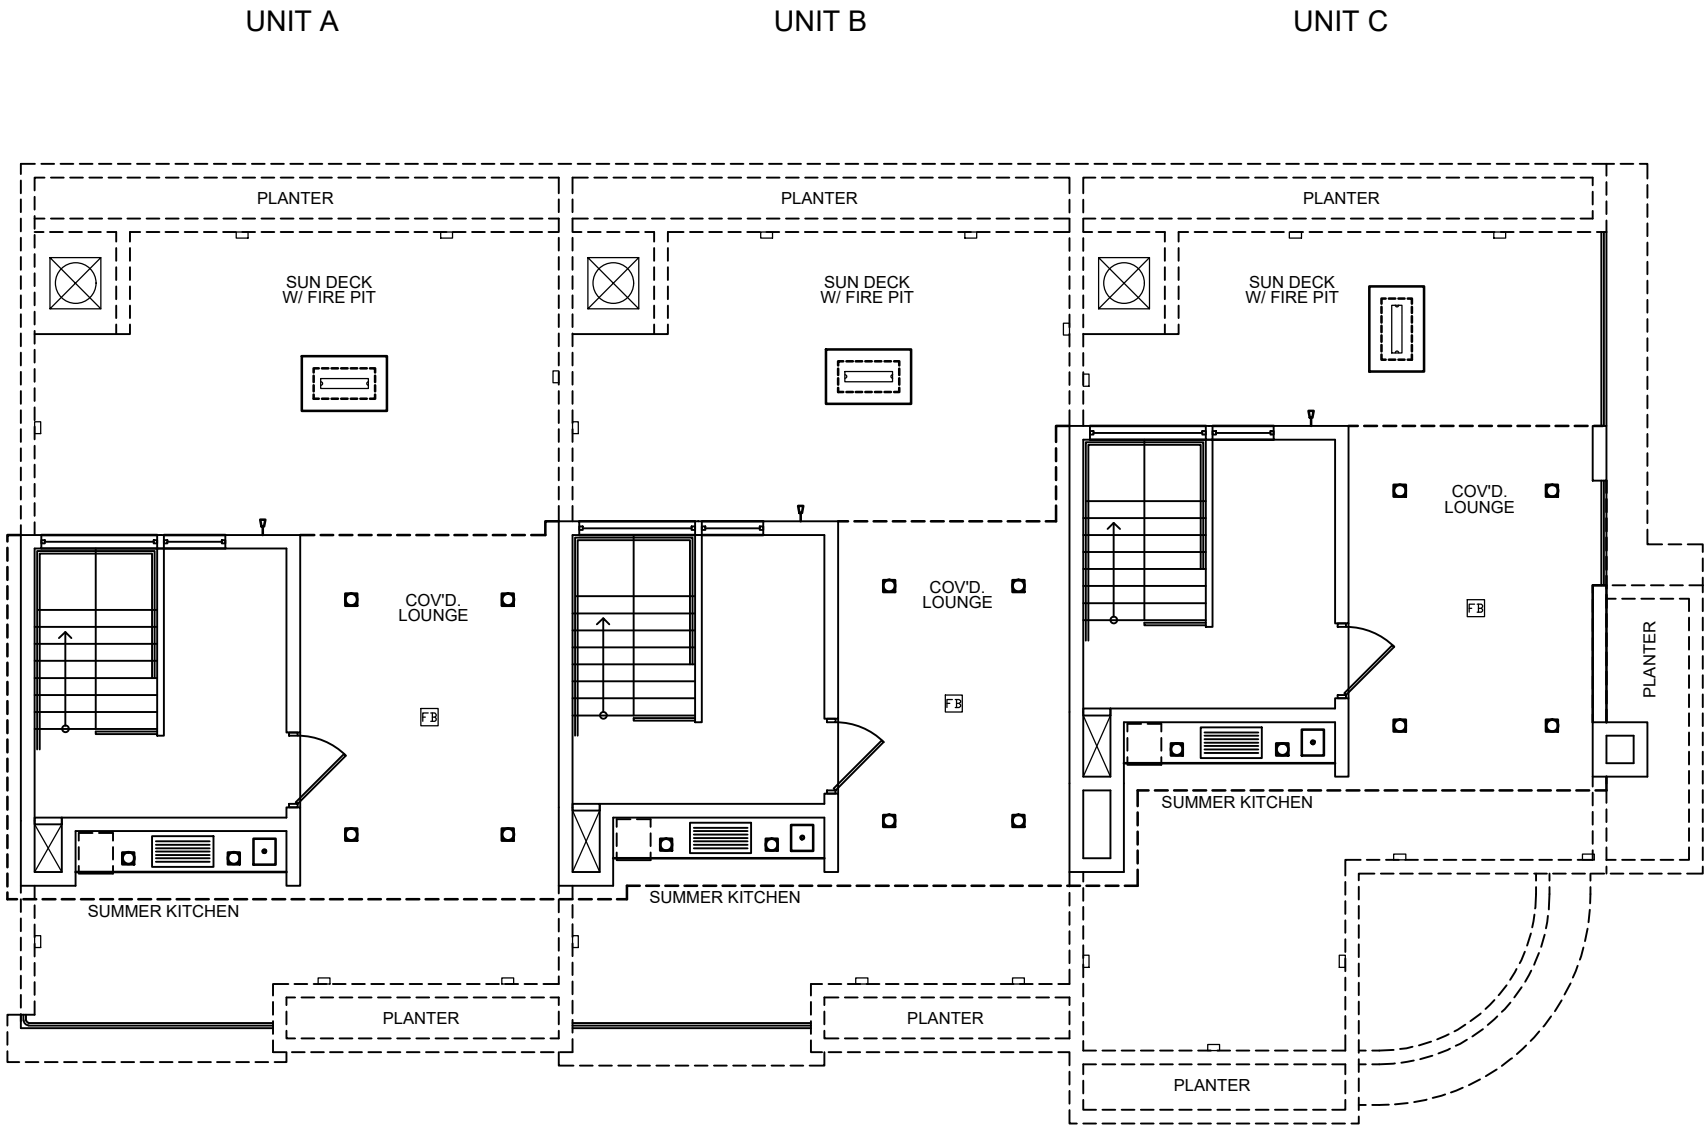 UNIT A
UNIT B
UNIT C
PLANTER
PLANTER
PLANTER
SUN DECK
W/ FIRE PIT
SUN DECK
W/ FIRE PIT
SUN DECK
W/ FIRE PIT
COV'D.
LOUNGE
COV'D.
LOUNGE
COV'D.
LOUNGE
FB
FB
FB
PLANTER
SUMMER KITCHEN
SUMMER KITCHEN
SUMMER KITCHEN
PLANTER
PLANTER
PLANTER